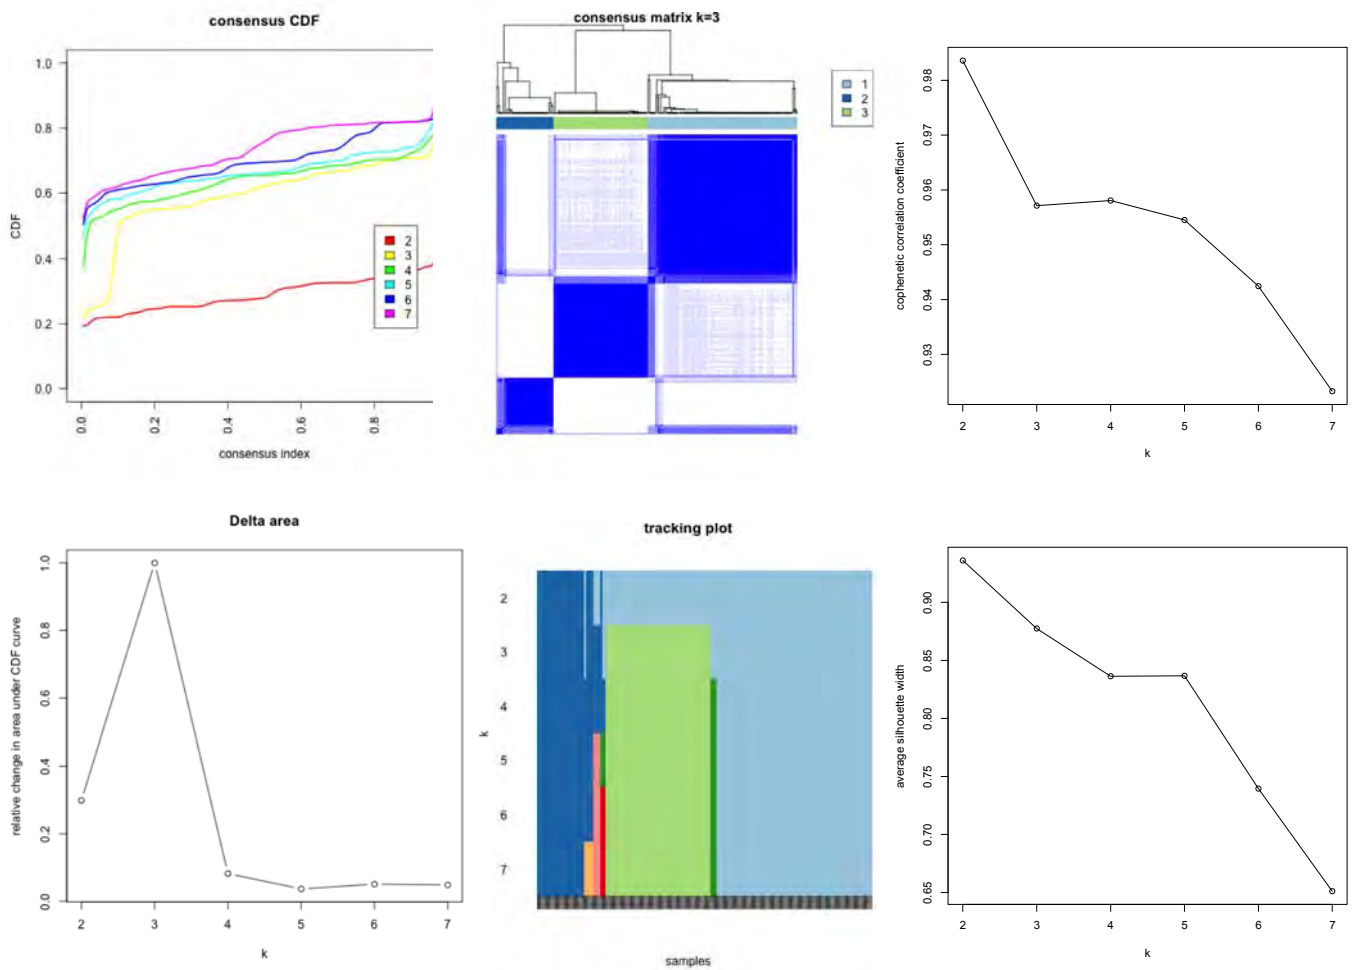 consensus CDF
CDF
1.0
0.8
0.6
0.4
0.2
0.0
2
3
4
5
6
7
0.0
0.2
0.4
0.6
0.8
consensus index
consensus matrix k=3
1
2
3
cophenetic correlation coefficient
0.98
0.97
0.96
0.95
0.94
0.93
2 3 4 5 6 7
k
Delta area
relative change in area under CDF curve
1.0
0.8
0.6
0.4
0.2
0.0
2 3 4 5 6 7
k
tracking plot
k
2
3
4
5
6
7
samples
average silhouette width
0.90
0.85
0.80
0.75
0.70
0.65
2 3 4 5 6 7
k